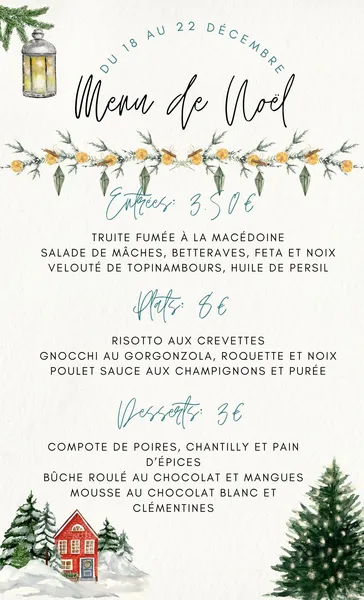 DU 18 AU 22 DÉCEMBRE
Menu de Noël
Entrées: 3.50€
TRUITE FUMÉE À LA MACÉDOINE
SALADE DE MÂCHES, BETTERAVES, FETA ET NOIX
VELOUTÉ DE TOPINAMBOURS, HUILE DE PERSIL
Plats: 8€
RISOTTO AUX CREVETTES
GNOCCHI AU GORGONZOLA, ROQUETTE ET NOIX
POULET SAUCE AUX CHAMPIGNONS ET PURÉE
Desserts: 3€
COMPOTE DE POIRES, CHANTILLY ET PAIN
D'ÉPICES
BÛCHE ROULÉ AU CHOCOLAT ET MANGUES
MOUSSE AU CHOCOLAT BLANC ET
CLÉMENTINES